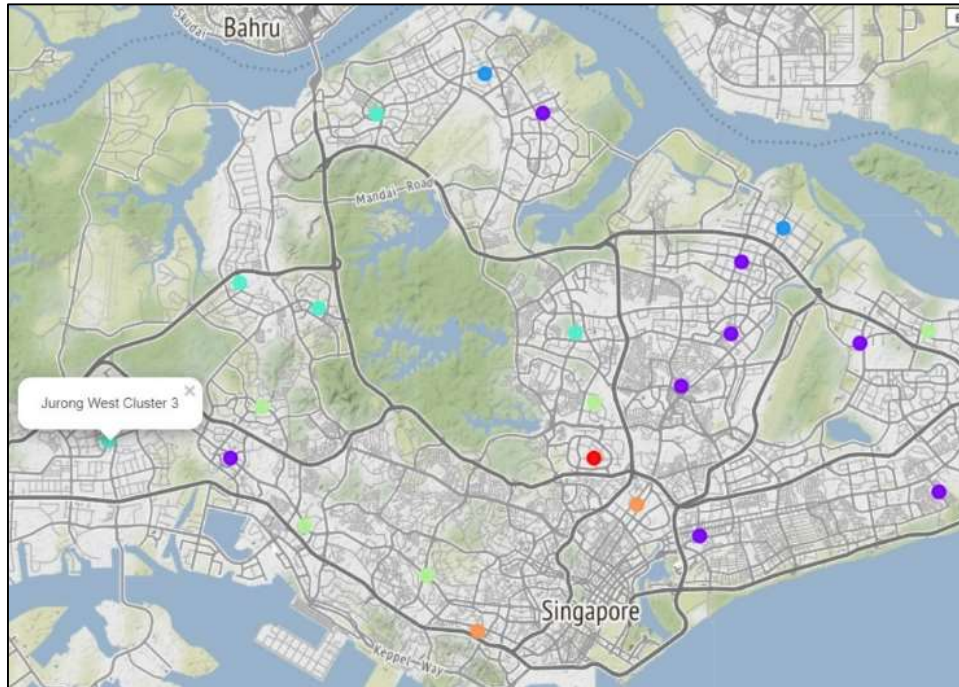 Skudai
Bahru
Mandai Road
Jurong West Cluster 3
×
Singapore
Keppel Way